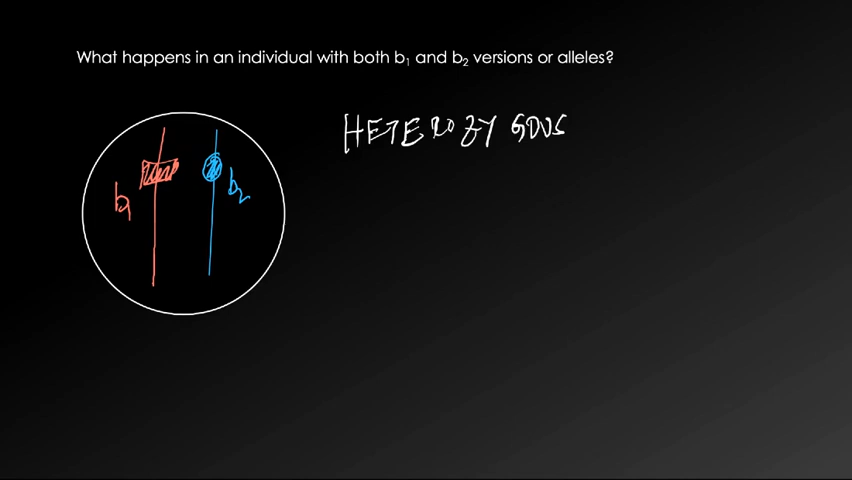 What happens in an individual with both b₁ and b₂ versions or alleles?
HETEROZYGOUS
b₁
b₂